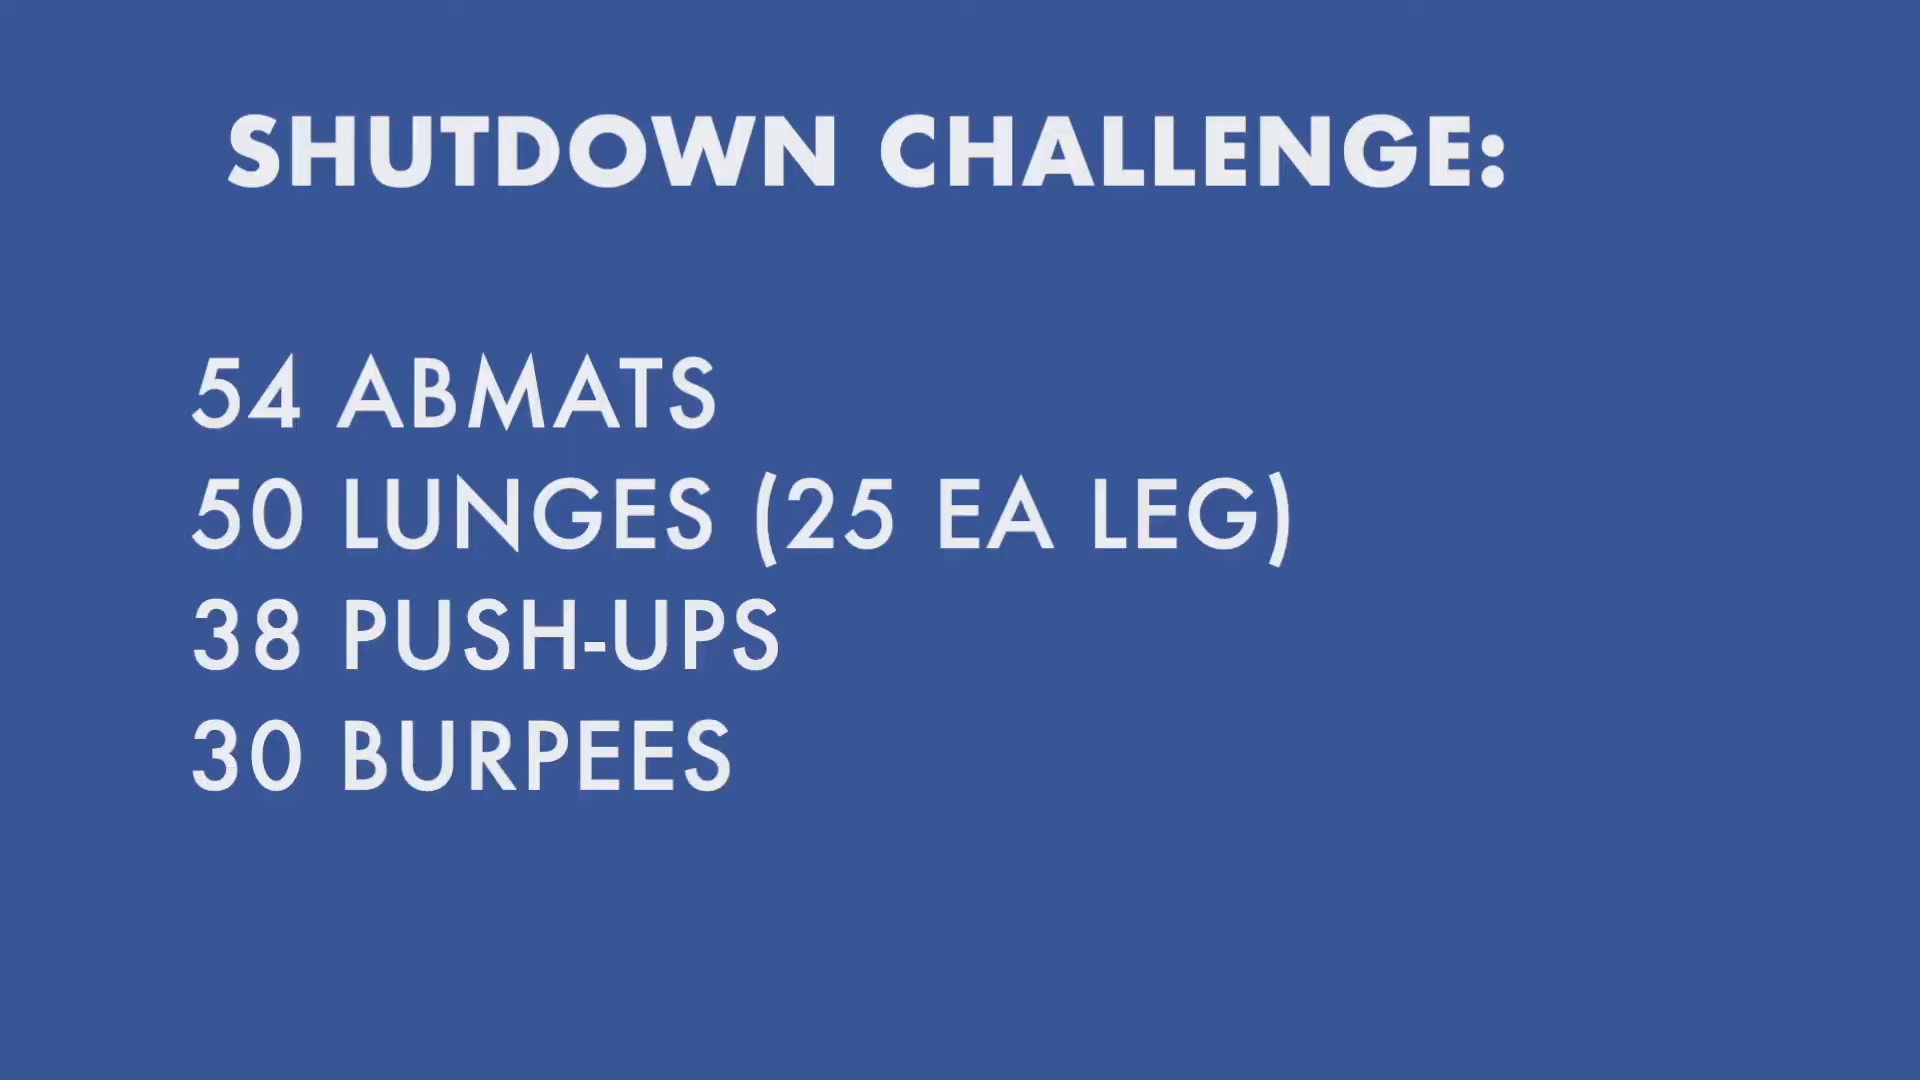 SHUTDOWN CHALLENGE:
54 ABMATS
50 LUNGES (25 EA LEG)
38 PUSH-UPS
30 BURPEES